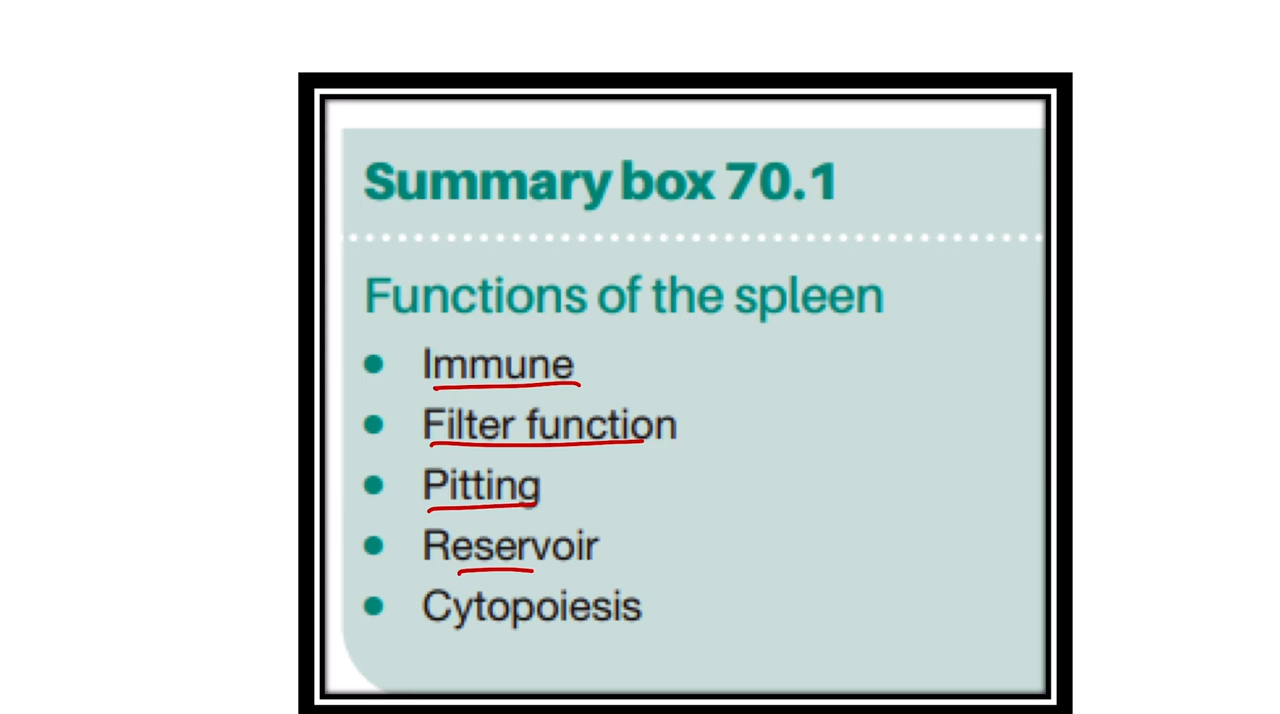 Summary box 70.1
Functions of the spleen
• Immune
• Filter function
• Pitting
• Reservoir
• Cytopoiesis